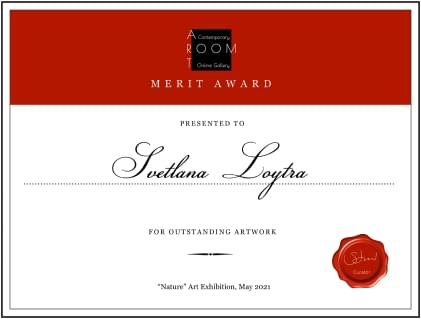 A Contemporary
ROOM
T Online Gallery
MERIT AWARD
PRESENTED TO
Svetlana Loytra
FOR OUTSTANDING ARTWORK
“Nature” Art Exhibition, May 2021
Curator